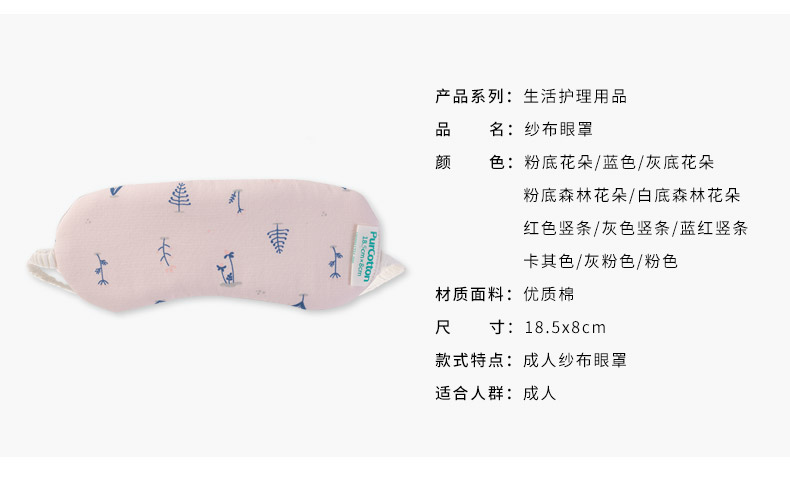 PurCotton
18.5cm×8cm
产品系列：生活护理用品
品 名：纱布眼罩
颜 色：粉底花朵/蓝色/灰底花朵
粉底森林花朵/白底森林花朵
红色竖条/灰色竖条/蓝红竖条
卡其色/灰粉色/粉色
材质面料：优质棉
尺 寸：18.5x8cm
款式特点：成人纱布眼罩
适合人群：成人